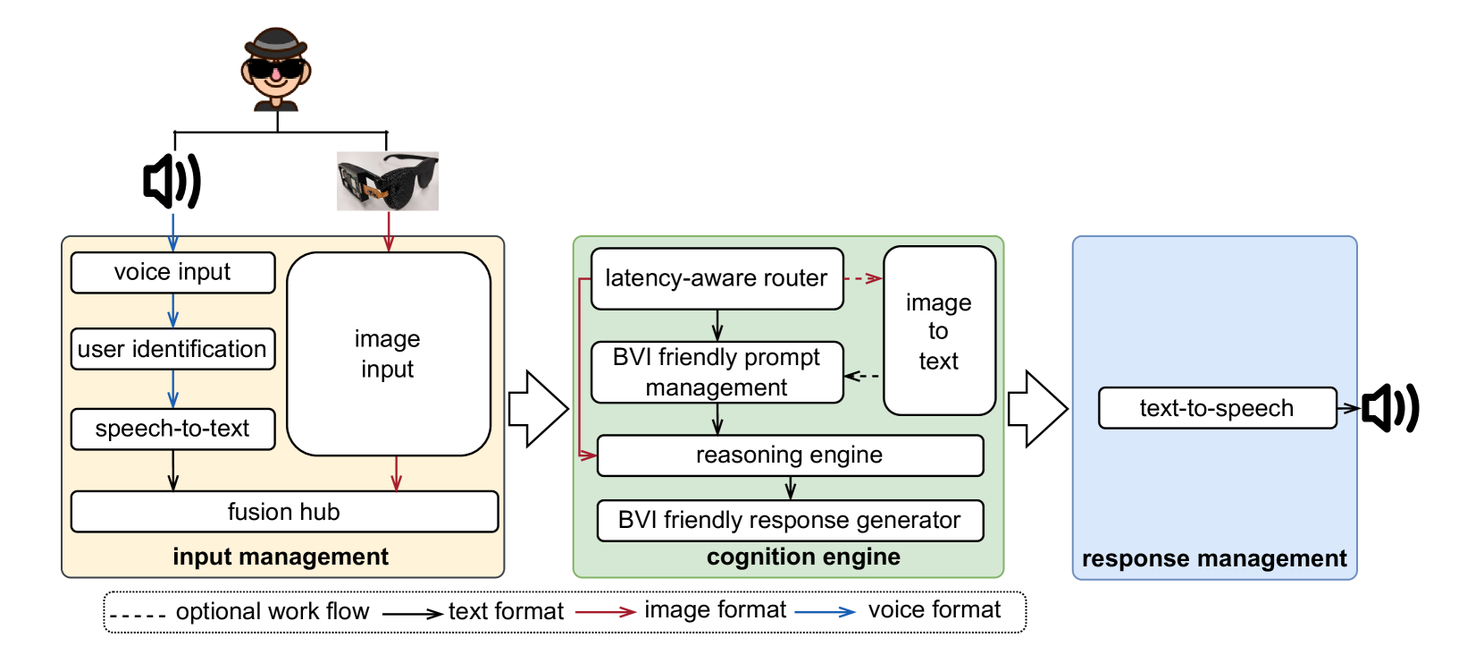 voice input
user identification
speech-to-text
image
input
fusion hub
input management
latency-aware router
BVI friendly prompt
management
image
to
text
reasoning engine
BVI friendly response generator
cognition engine
text-to-speech
response management
optional work flow
text format
image format
voice format